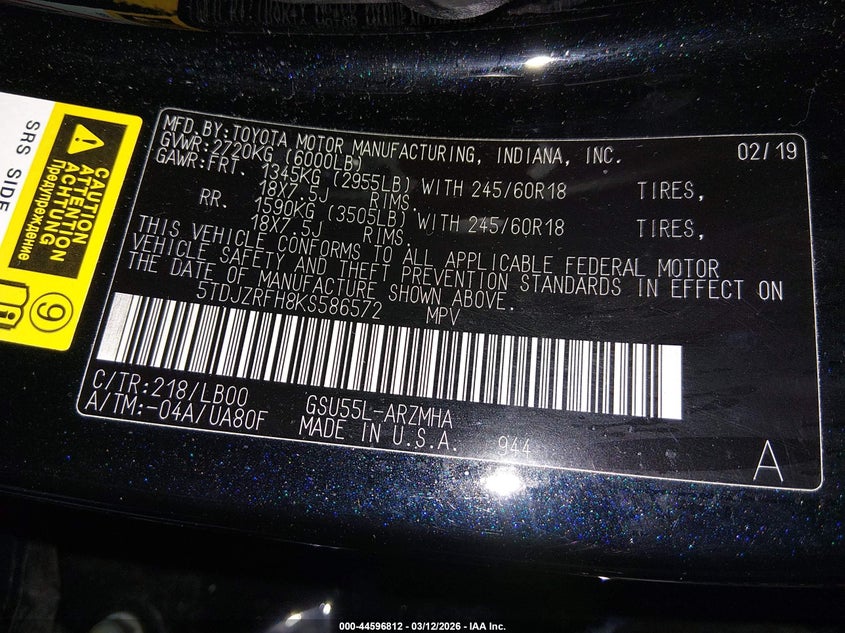 MFD. BY: TOYOTA MOTOR MANUFACTURING, INDIANA, INC. 02/19
GVWR: 2720KG (6000LB)
GAWR: FRT. 1345KG (2955LB) WITH 245/60R18 TIRES,
18X7.5J RIMS.
RR. 1590KG (3505LB) WITH 245/60R18 TIRES,
18X7.5J RIMS.
THIS VEHICLE CONFORMS TO ALL APPLICABLE FEDERAL MOTOR
VEHICLE SAFETY AND THEFT PREVENTION STANDARDS IN EFFECT ON
THE DATE OF MANUFACTURE SHOWN ABOVE.
5TDJZRFH8KS586572 MPV
C/TR: 218/LB00 GSU55L-ARZMHA
A/TM: -04A/UA80F MADE IN U.S.A. 944
A
SRS SIDE
CAUTION
ATTENTION
ACHTUNG
Предупреждение
9
000-44596812 - 03/12/2026 - IAA Inc.